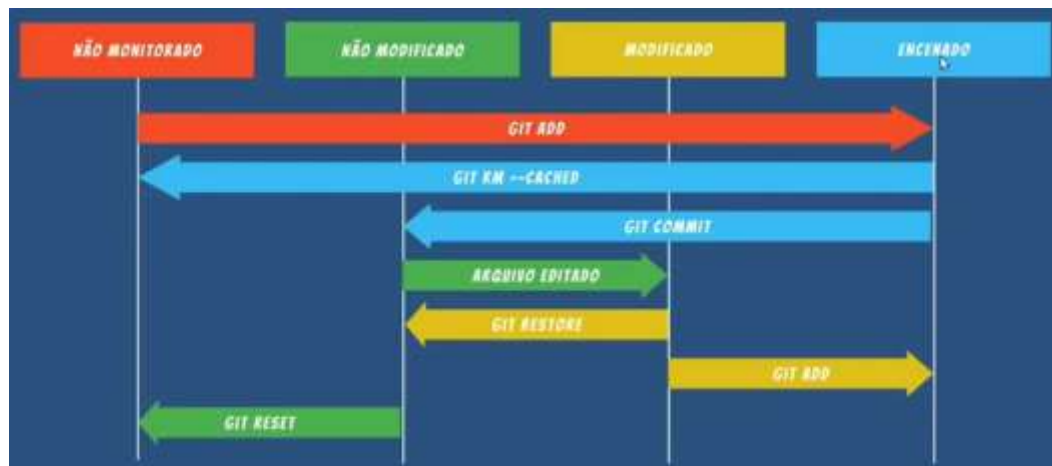 NÃO MONITORADO
NÃO MODIFICADO
MODIFICADO
ENCENADO
GIT ADD
GIT RM --CACHED
GIT COMMIT
ARQUIVO EDITADO
GIT RESTORE
GIT ADD
GIT RESET